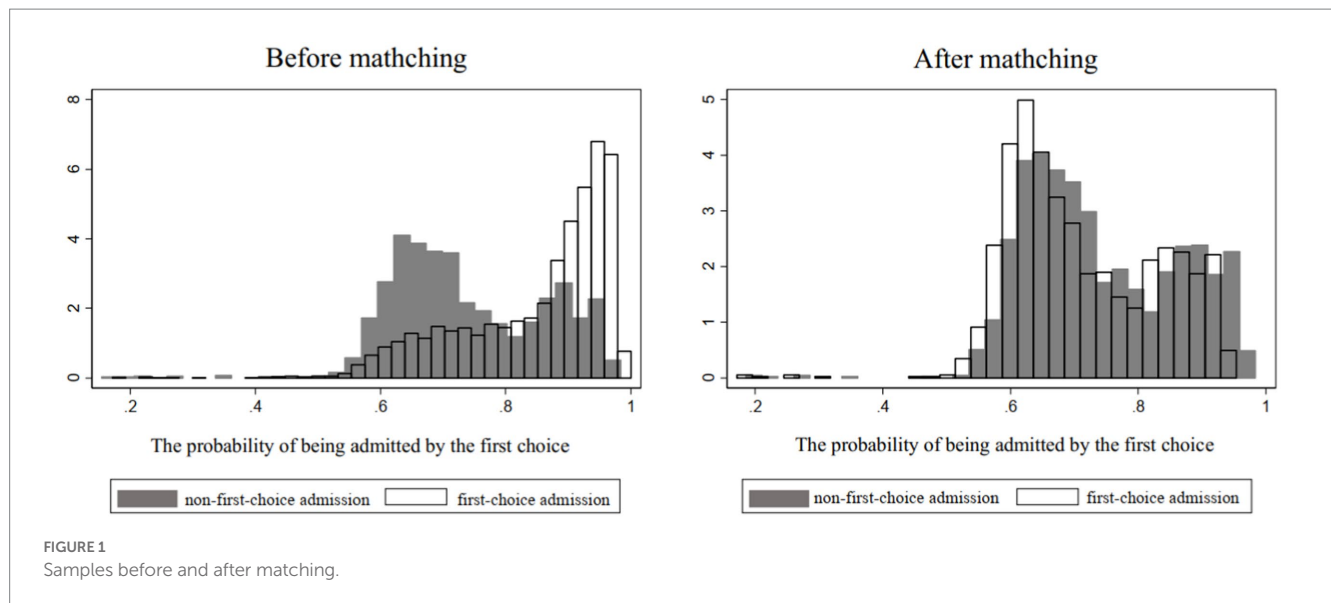 Before mathching
8
6
4
2
0
.2 .4 .6 .8 1
The probability of being admitted by the first choice
non-first-choice admission first-choice admission
After mathching
5
4
3
2
1
0
.2 .4 .6 .8 1
The probability of being admitted by the first choice
non-first-choice admission first-choice admission
FIGURE 1
Samples before and after matching.